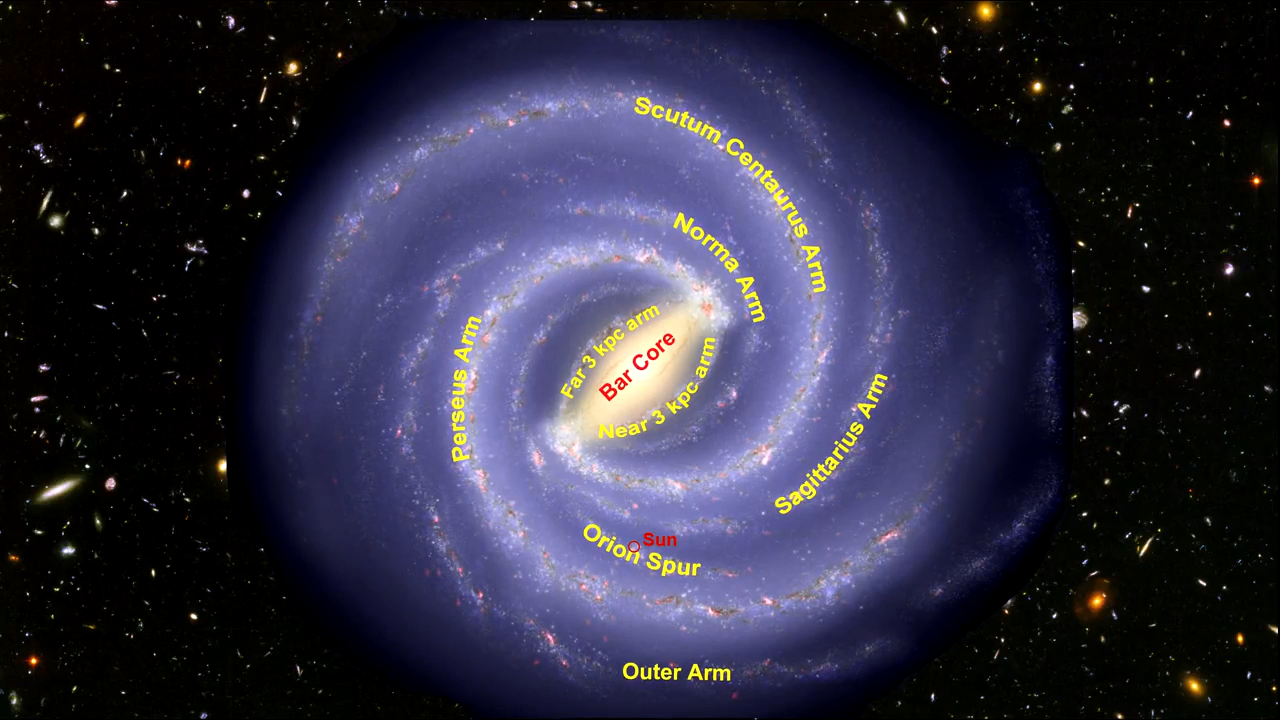 Scutum Centaurus Arm
Norma Arm
Far 3 kpc arm
Bar Core
Near 3 kpc arm
Perseus Arm
Sagittarius Arm
Sun
Orion Spur
Outer Arm